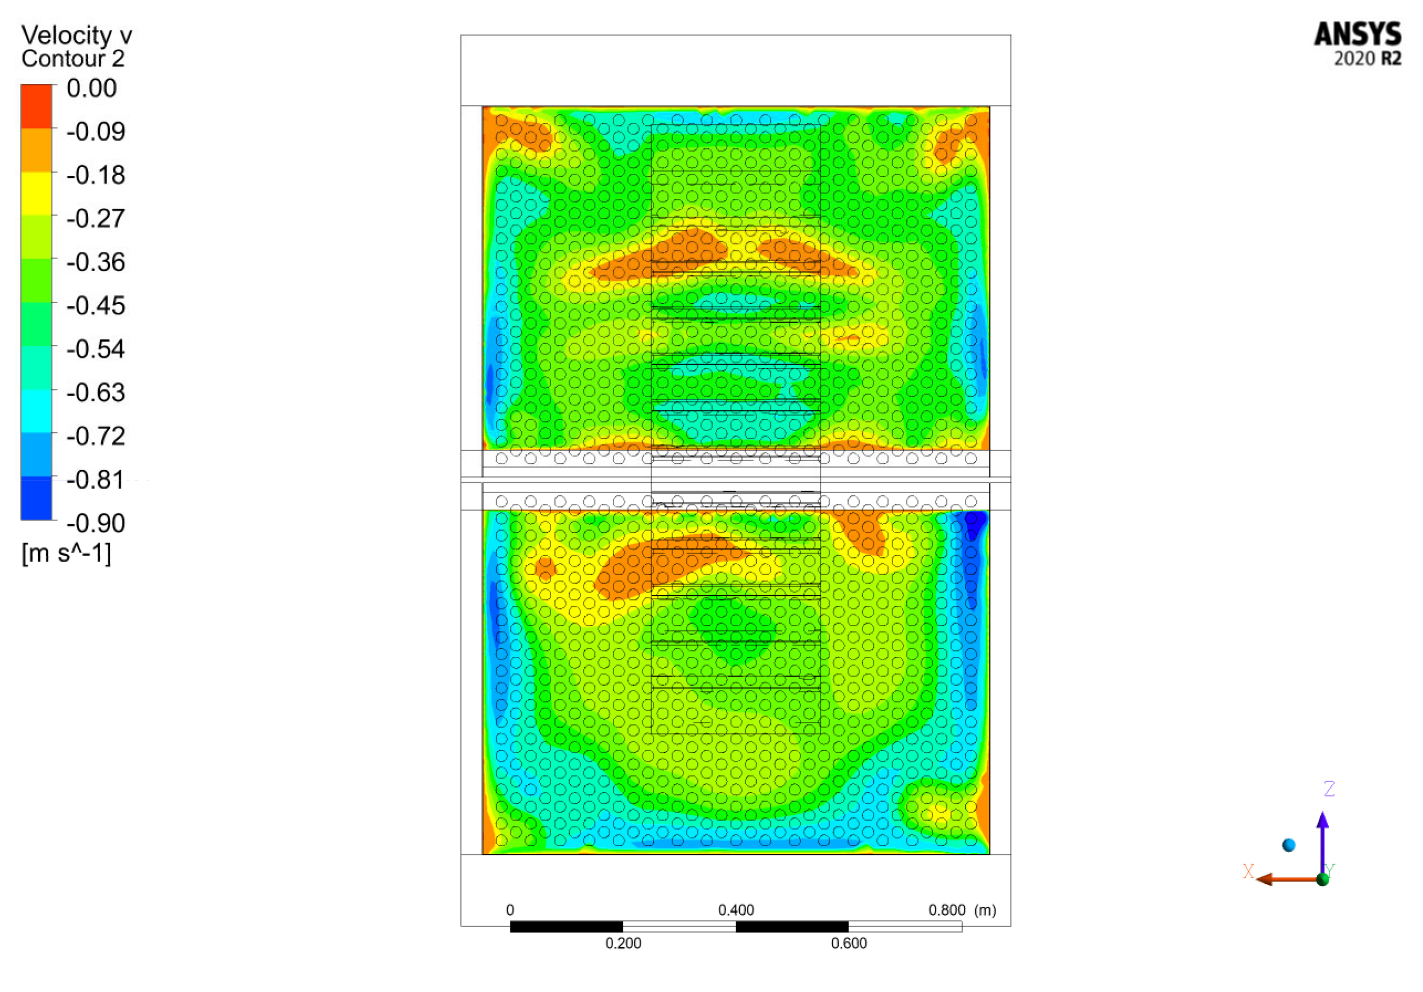 Velocity v
Contour 2
0.00
-0.09
-0.18
-0.27
-0.36
-0.45
-0.54
-0.63
-0.72
-0.81
-0.90
[m s^-1]
ANSYS
2020 R2
Z
X
Y
0 0.400 0.800 (m)
0.200 0.600